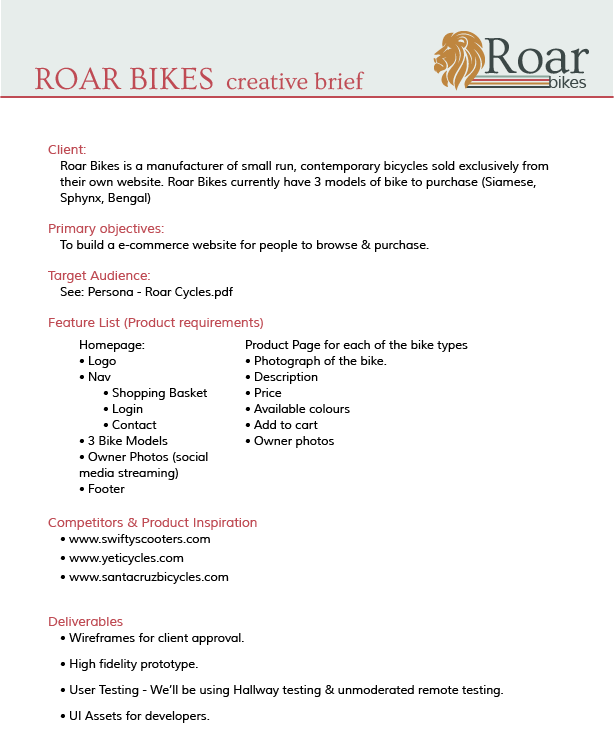 ROAR BIKES creative brief
Roar
bikes
Client:
Roar Bikes is a manufacturer of small run, contemporary bicycles sold exclusively from
their own website. Roar Bikes currently have 3 models of bike to purchase (Siamese,
Sphynx, Bengal)
Primary objectives:
To build a e-commerce website for people to browse & purchase.
Target Audience:
See: Persona - Roar Cycles.pdf
Feature List (Product requirements)
Homepage:
• Logo
• Nav
• Shopping Basket
• Login
• Contact
• 3 Bike Models
• Owner Photos (social
media streaming)
• Footer
Product Page for each of the bike types
• Photograph of the bike.
• Description
• Price
• Available colours
• Add to cart
• Owner photos
Competitors & Product Inspiration
• www.swiftyscooters.com
• www.yeticycles.com
• www.santacruzbicycles.com
Deliverables
• Wireframes for client approval.
• High fidelity prototype.
• User Testing - We'll be using Hallway testing & unmoderated remote testing.
• UI Assets for developers.